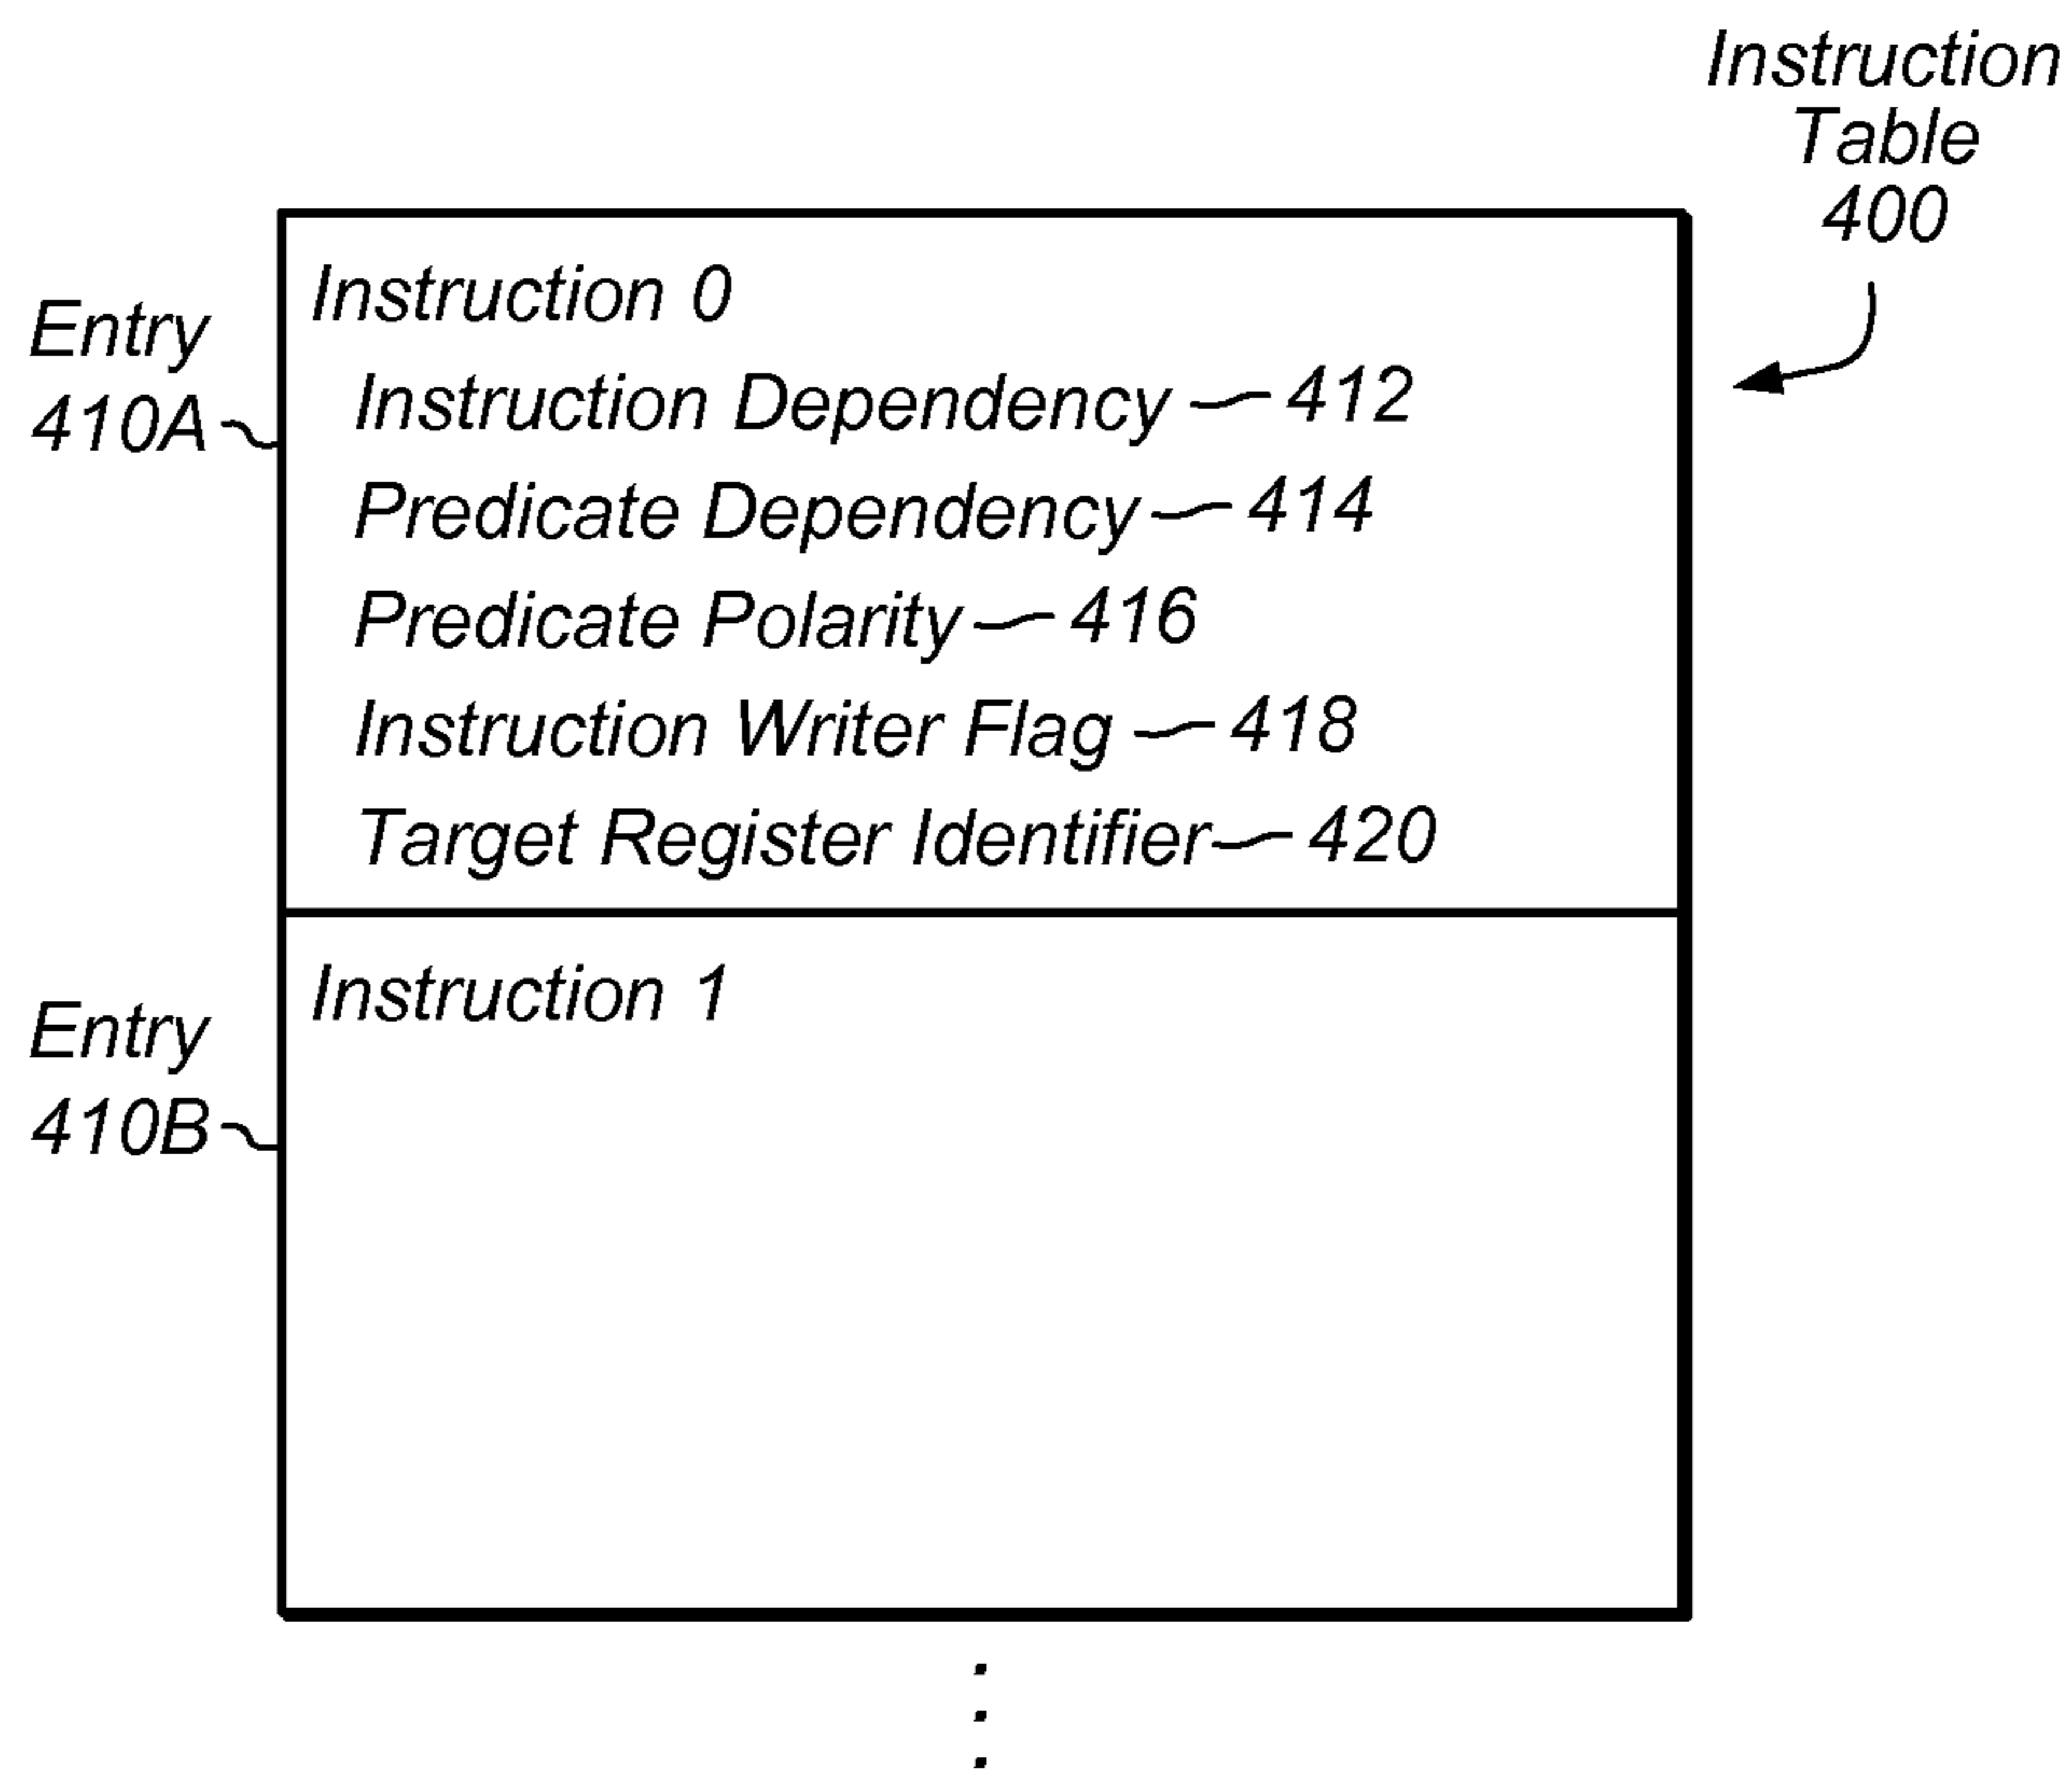 Instruction
Table
400
Entry
410A
Instruction 0
Instruction Dependency 412
Predicate Dependency 414
Predicate Polarity 416
Instruction Writer Flag 418
Target Register Identifier 420
Entry
410B
Instruction 1